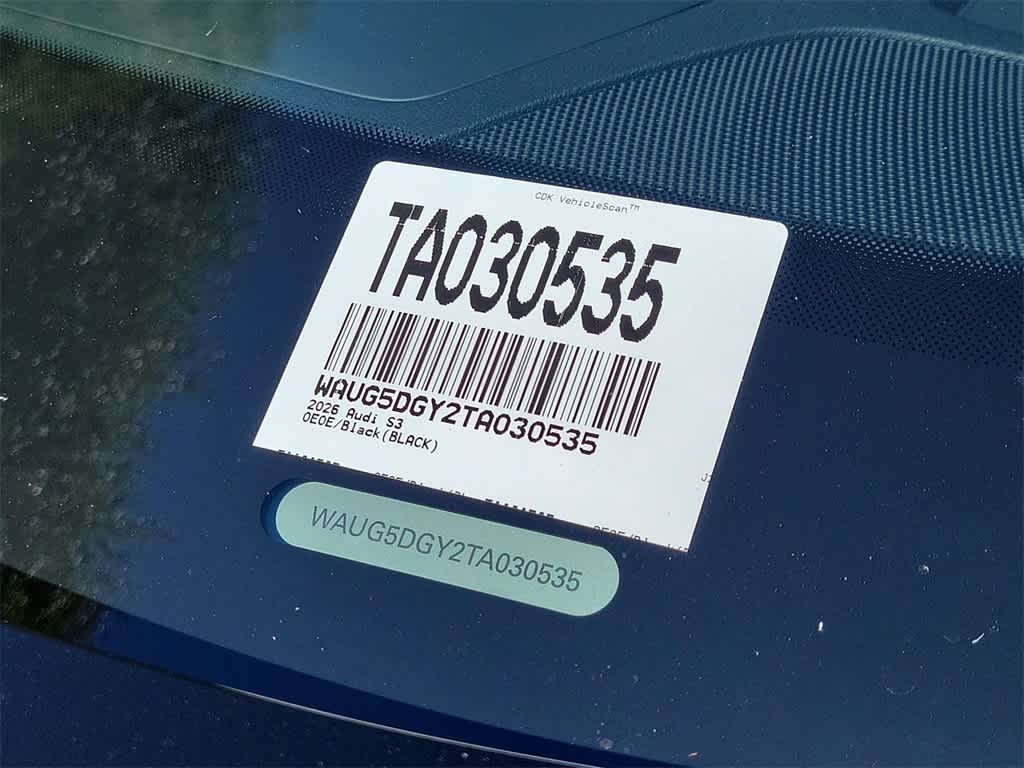 CDK VehicleScan™
TA030535
WAUG5DGY2TA030535
2026 Audi S3
0E0E/Black(BLACK)
WAUG5DGY2TA030535